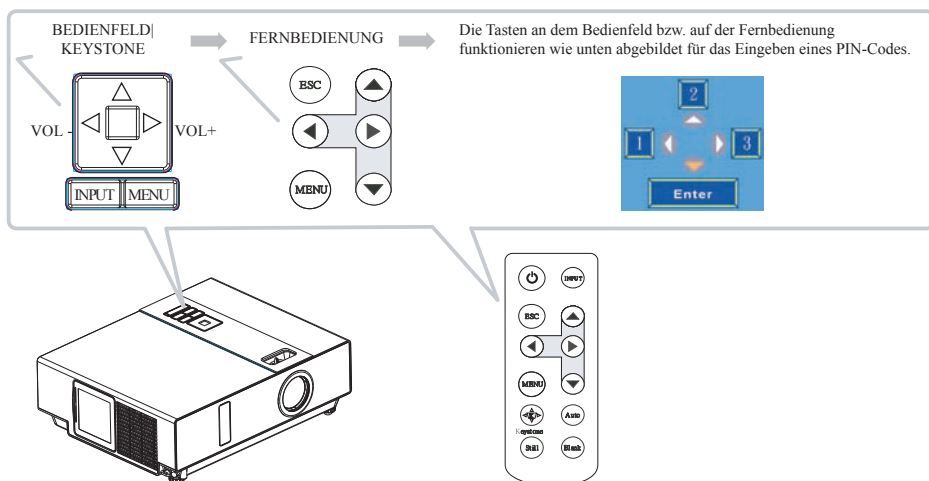 BEDIENFELD|
KEYSTONE
FERNBEDIENUNG
Die Tasten an dem Bedienfeld bzw. auf der Fernbedienung
funktionieren wie unten abgebildet für das Eingeben eines PIN-Codes.
VOL -
VOL+
INPUT MENU
ESC
MENU
2
1
3
Enter
INPUT
ESC
MENU
Auto
Keystone
Still
Blank